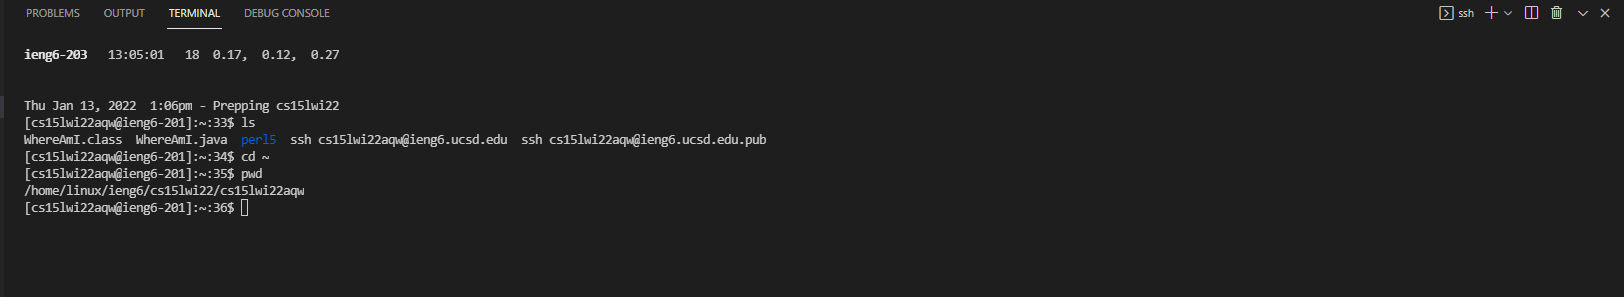 PROBLEMS OUTPUT TERMINAL DEBUG CONSOLE ssh
ieng6-203 13:05:01 18 0.17, 0.12, 0.27
Thu Jan 13, 2022 1:06pm - Prepping cs15lwi22
[cs15lwi22aqw@ieng6-201]:~:33$ ls
WhereAmI.class WhereAmI.java perl5 ssh cs15lwi22aqw@ieng6.ucsd.edu ssh cs15lwi22aqw@ieng6.ucsd.edu.pub
[cs15lwi22aqw@ieng6-201]:~:34$ cd ~
[cs15lwi22aqw@ieng6-201]:~:35$ pwd
/home/linux/ieng6/cs15lwi22/cs15lwi22aqw
[cs15lwi22aqw@ieng6-201]:~:36$